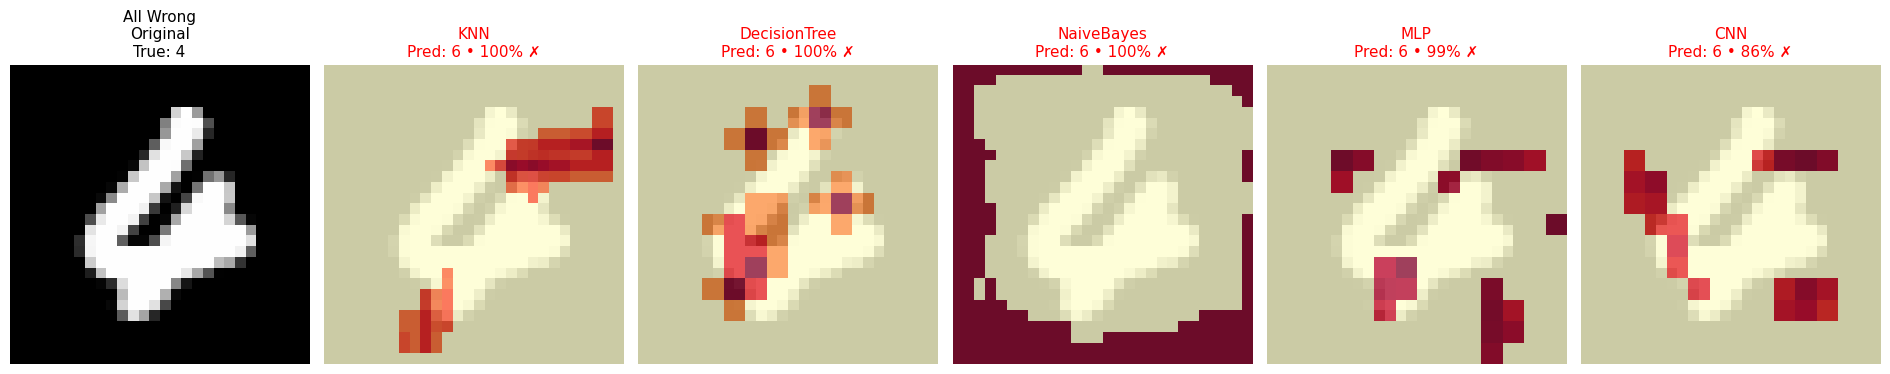 All Wrong
Original
True: 4
KNN
Pred: 6 • 100% ✗
DecisionTree
Pred: 6 • 100% ✗
NaiveBayes
Pred: 6 • 100% ✗
MLP
Pred: 6 • 99% ✗
CNN
Pred: 6 • 86% ✗
4